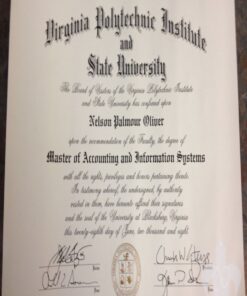 Virginia Polytechnic Institute
and
State University
The Board of Visitors of the Virginia Polytechnic Institute
and State University has conferred upon
Nelson Palmour Oliver
upon the recommendation of the Faculty, the degree of
Master of Accounting and Information Systems
with all the rights, privileges and honors pertaining thereto.
In testimony whereof, the undersigned, by authority
vested in them, have hereunto affixed their signatures
and the seal of the University at Blacksburg, Virginia
this twenty-eighth day of June, two thousand and eight.